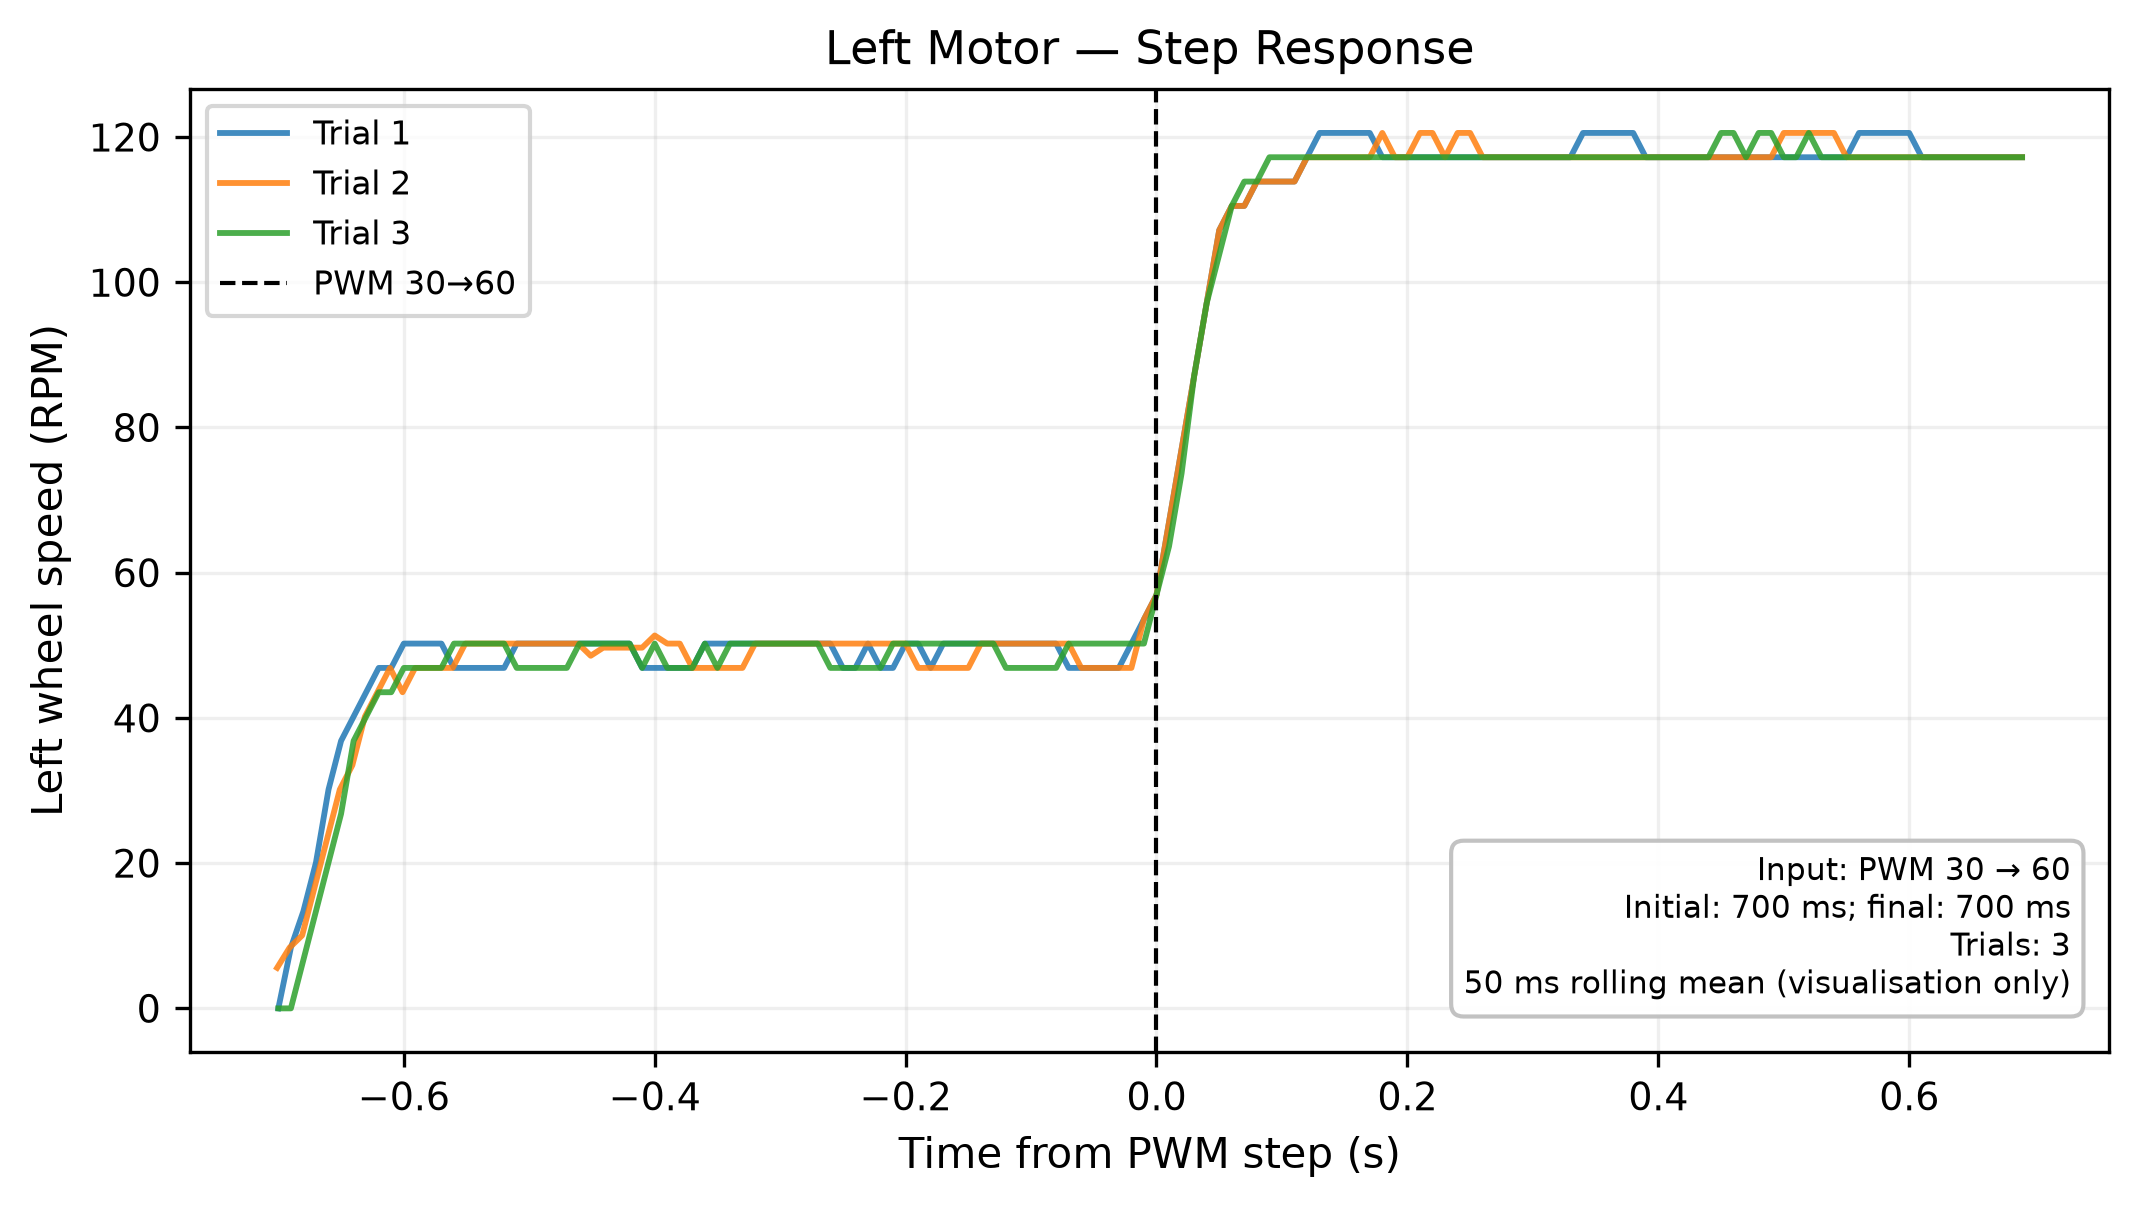 Left Motor — Step Response
Trial 1
Trial 2
Trial 3
PWM 30→60
Left wheel speed (RPM)
120
100
80
60
40
20
0
Input: PWM 30 → 60
Initial: 700 ms; final: 700 ms
Trials: 3
50 ms rolling mean (visualisation only)
−0.6
−0.4
−0.2
0.0
0.2
0.4
0.6
Time from PWM step (s)